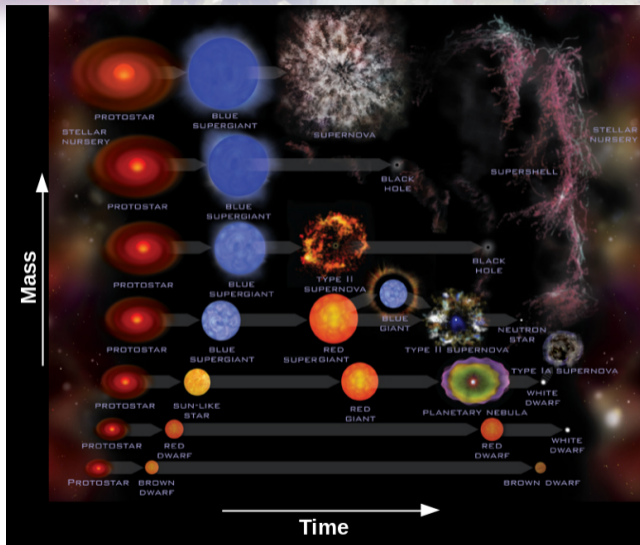 PROTOSTAR
BLUE
SUPERGIANT
SUPERNOVA
STELLAR
NURSERY
STELLAR
NURSERY
PROTOSTAR
BLUE
SUPERGIANT
BLACK
HOLE
SUPERSHELL
PROTOSTAR
BLUE
SUPERGIANT
TYPE II
SUPERNOVA
BLACK
HOLE
PROTOSTAR
BLUE
SUPERGIANT
RED
SUPERGIANT
BLUE
GIANT
TYPE II SUPERNOVA
NEUTRON
STAR
TYPE IA SUPERNOVA
PROTOSTAR
SUN-LIKE
STAR
RED
GIANT
PLANETARY NEBULA
WHITE
DWARF
PROTOSTAR
RED
DWARF
RED
DWARF
WHITE
DWARF
PROTOSTAR
BROWN
DWARF
BROWN DWARF
Mass
Time